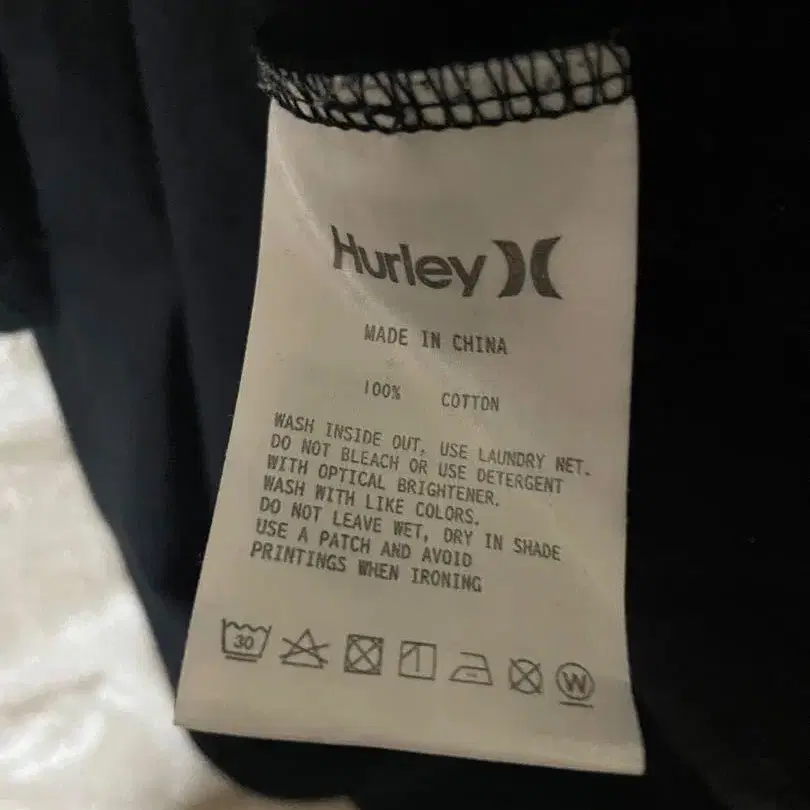 Hurley
MADE IN CHINA
100% COTTON
WASH INSIDE OUT, USE LAUNDRY NET.
DO NOT BLEACH OR USE DETERGENT
WITH OPTICAL BRIGHTENER.
WASH WITH LIKE COLORS.
DO NOT LEAVE WET, DRY IN SHADE
USE A PATCH AND AVOID
PRINTINGS WHEN IRONING
30
W